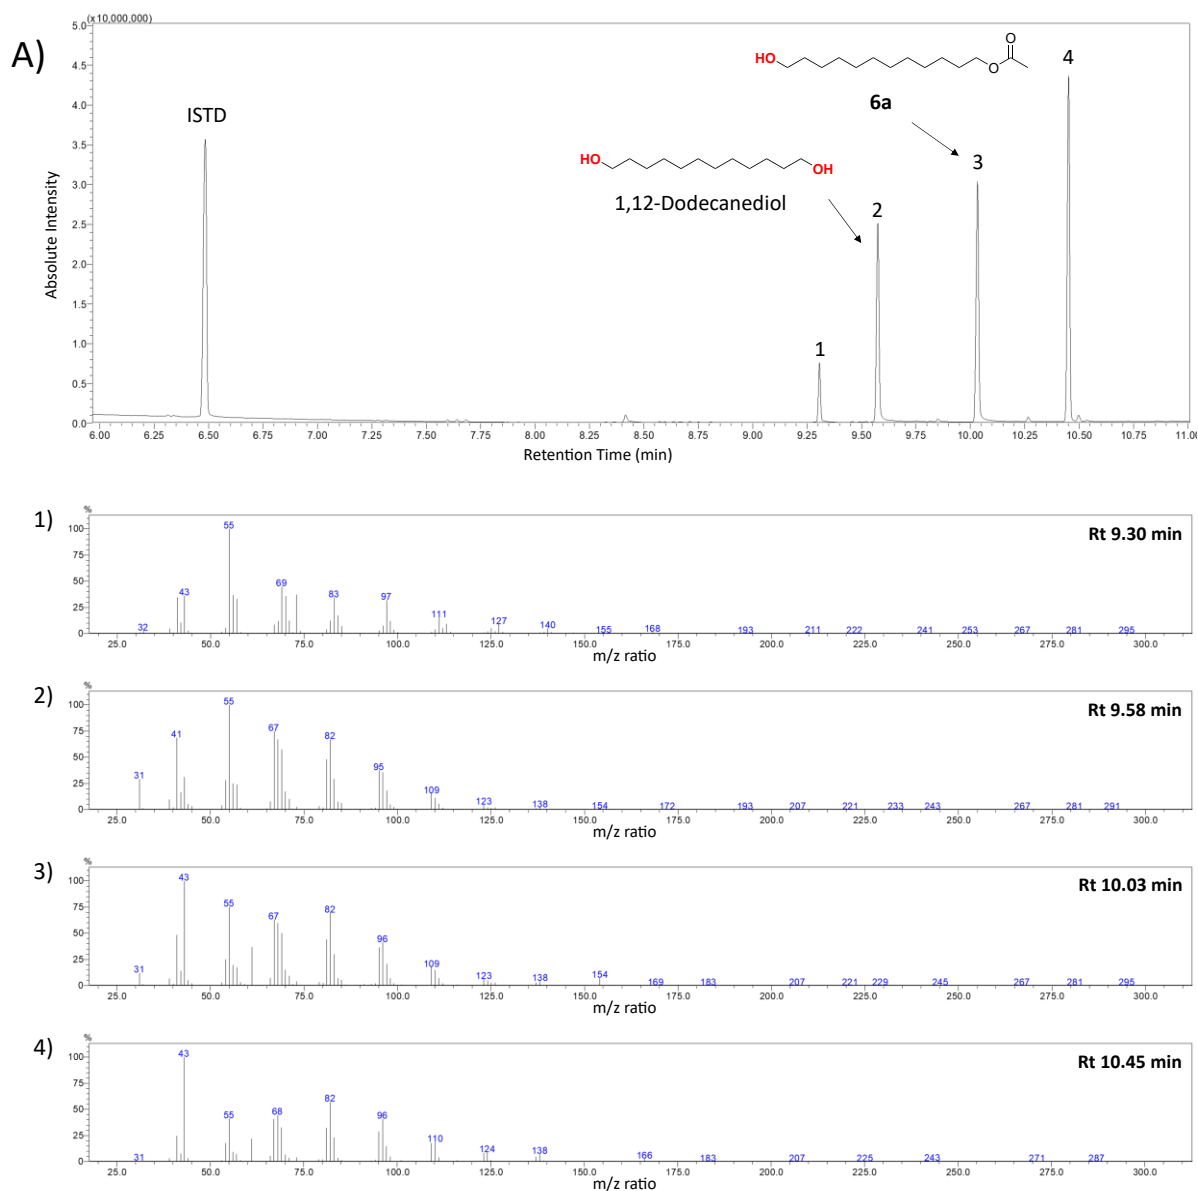 A)
(x10,000,000)
5.0
4.5
4.0
3.5
3.0
2.5
2.0
1.5
1.0
0.5
0.0
Absolute Intensity
ISTD
HO
O
O
6a
HO
OH
1,12-Dodecanediol
1
2
3
4
6.00 6.25 6.50 6.75 7.00 7.25 7.50 7.75 8.00 8.25 8.50 8.75 9.00 9.25 9.50 9.75 10.00 10.25 10.50 10.75 11.00
Retention Time (min)
1)
%
100
75
50
25
0
Rt 9.30 min
32 43 55 69 83 97 111 127 140 155 168 193 211 222 241 253 267 281 295
25.0 50.0 75.0 100.0 125.0 150.0 175.0 200.0 225.0 250.0 275.0 300.0
m/z ratio
2)
%
100
75
50
25
0
Rt 9.58 min
31 41 55 67 82 95 109 123 138 154 172 193 207 221 233 243 267 281 291
25.0 50.0 75.0 100.0 125.0 150.0 175.0 200.0 225.0 250.0 275.0 300.0
m/z ratio
3)
%
100
75
50
25
0
Rt 10.03 min
31 43 55 67 82 96 109 123 138 154 169 183 207 221 229 245 267 281 295
25.0 50.0 75.0 100.0 125.0 150.0 175.0 200.0 225.0 250.0 275.0 300.0
m/z ratio
4)
%
100
75
50
25
0
Rt 10.45 min
31 43 55 68 82 96 110 124 138 166 183 207 225 243 271 287
25.0 50.0 75.0 100.0 125.0 150.0 175.0 200.0 225.0 250.0 275.0 300.0
m/z ratio